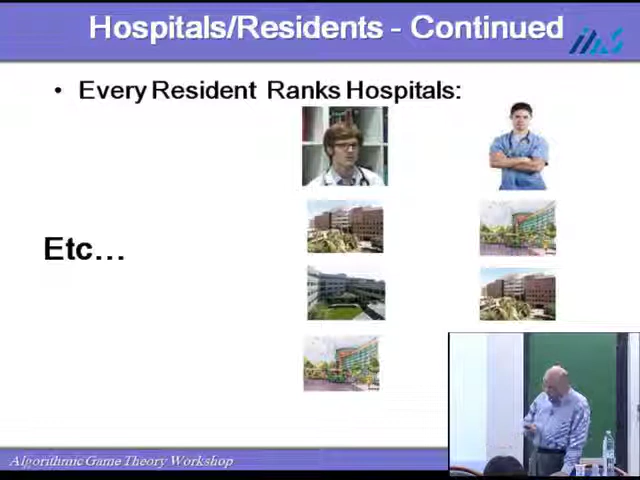 Hospitals/Residents - Continued
• Every Resident Ranks Hospitals:
Etc...
Algorithmic Game Theory Workshop